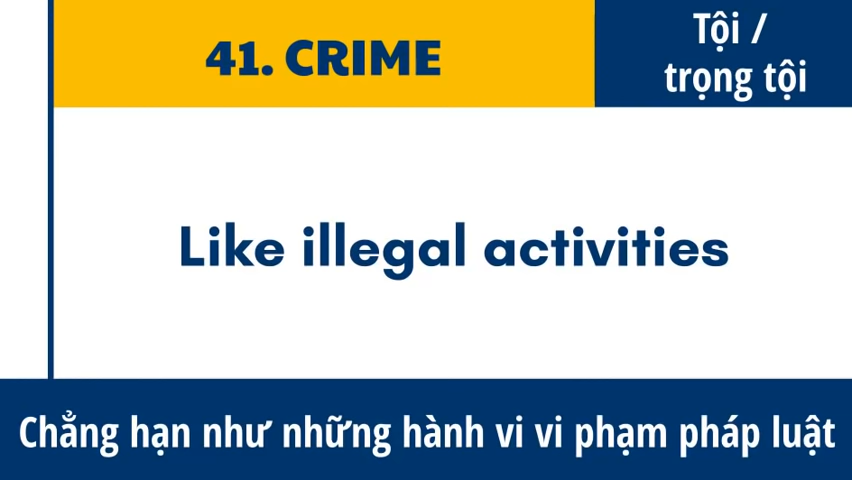 41. CRIME
Tội /
trọng tội
Like illegal activities
Chẳng hạn như những hành vi vi phạm pháp luật